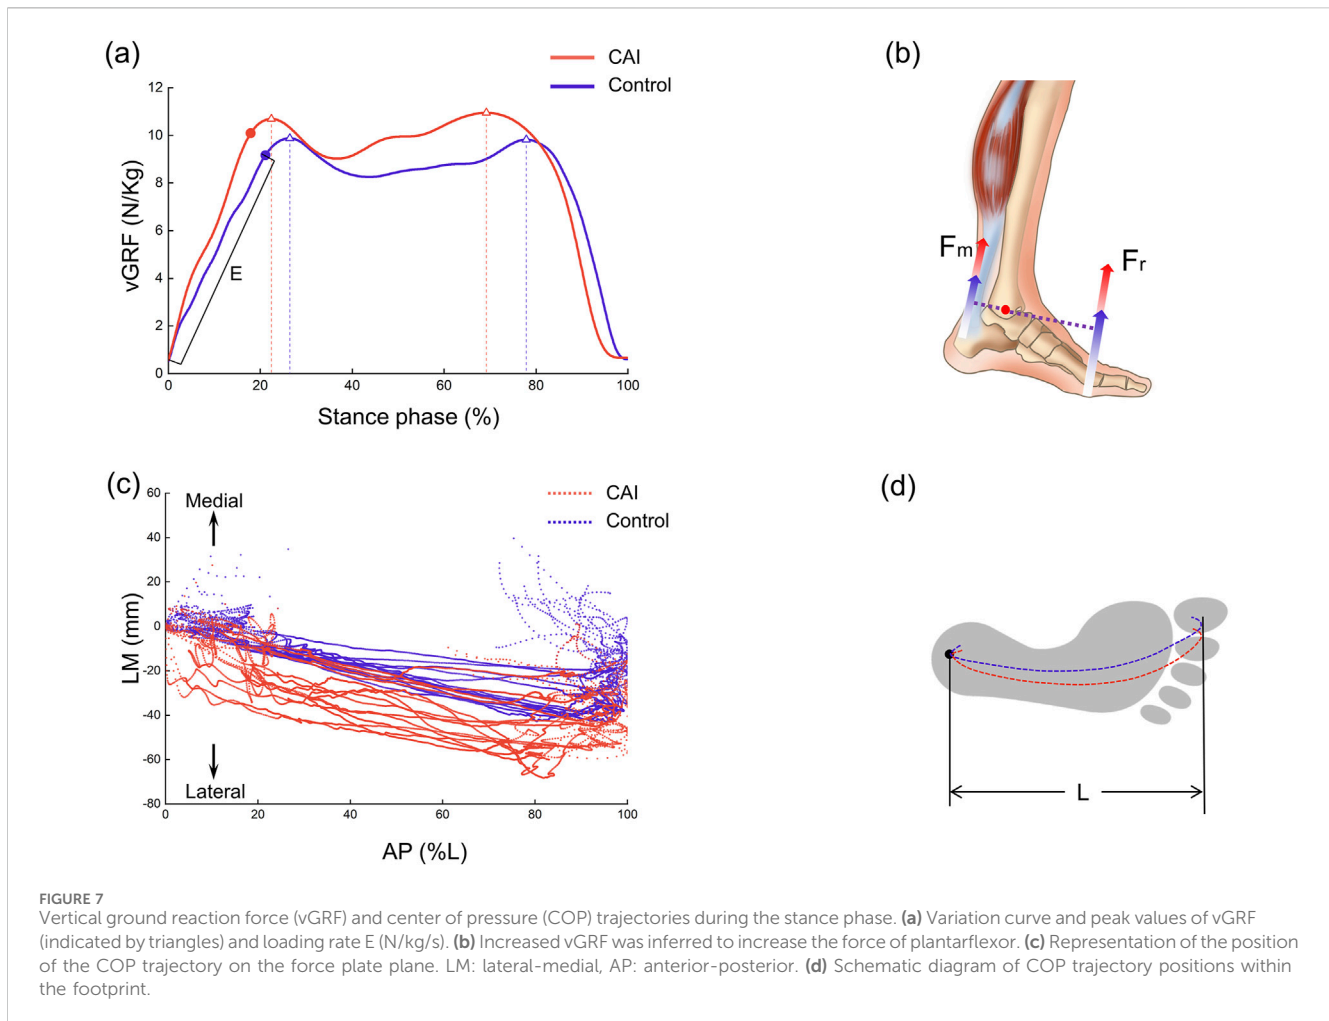 (a)
CAI
Control
12
10
8
6
4
2
0
vGRF (N/Kg)
E
0 20 40 60 80 100
Stance phase (%)
(b)
Fm
Fr
(c)
CAI
Control
60
40
20
0
-20
-40
-60
-80
LM (mm)
Medial
Lateral
0 20 40 60 80 100
AP (%L)
(d)
L
FIGURE 7
Vertical ground reaction force (vGRF) and center of pressure (COP) trajectories during the stance phase. (a) Variation curve and peak values of vGRF
(indicated by triangles) and loading rate E (N/kg/s). (b) Increased vGRF was inferred to increase the force of plantarflexor. (c) Representation of the position
of the COP trajectory on the force plate plane. LM: lateral-medial, AP: anterior-posterior. (d) Schematic diagram of COP trajectory positions within
the footprint.